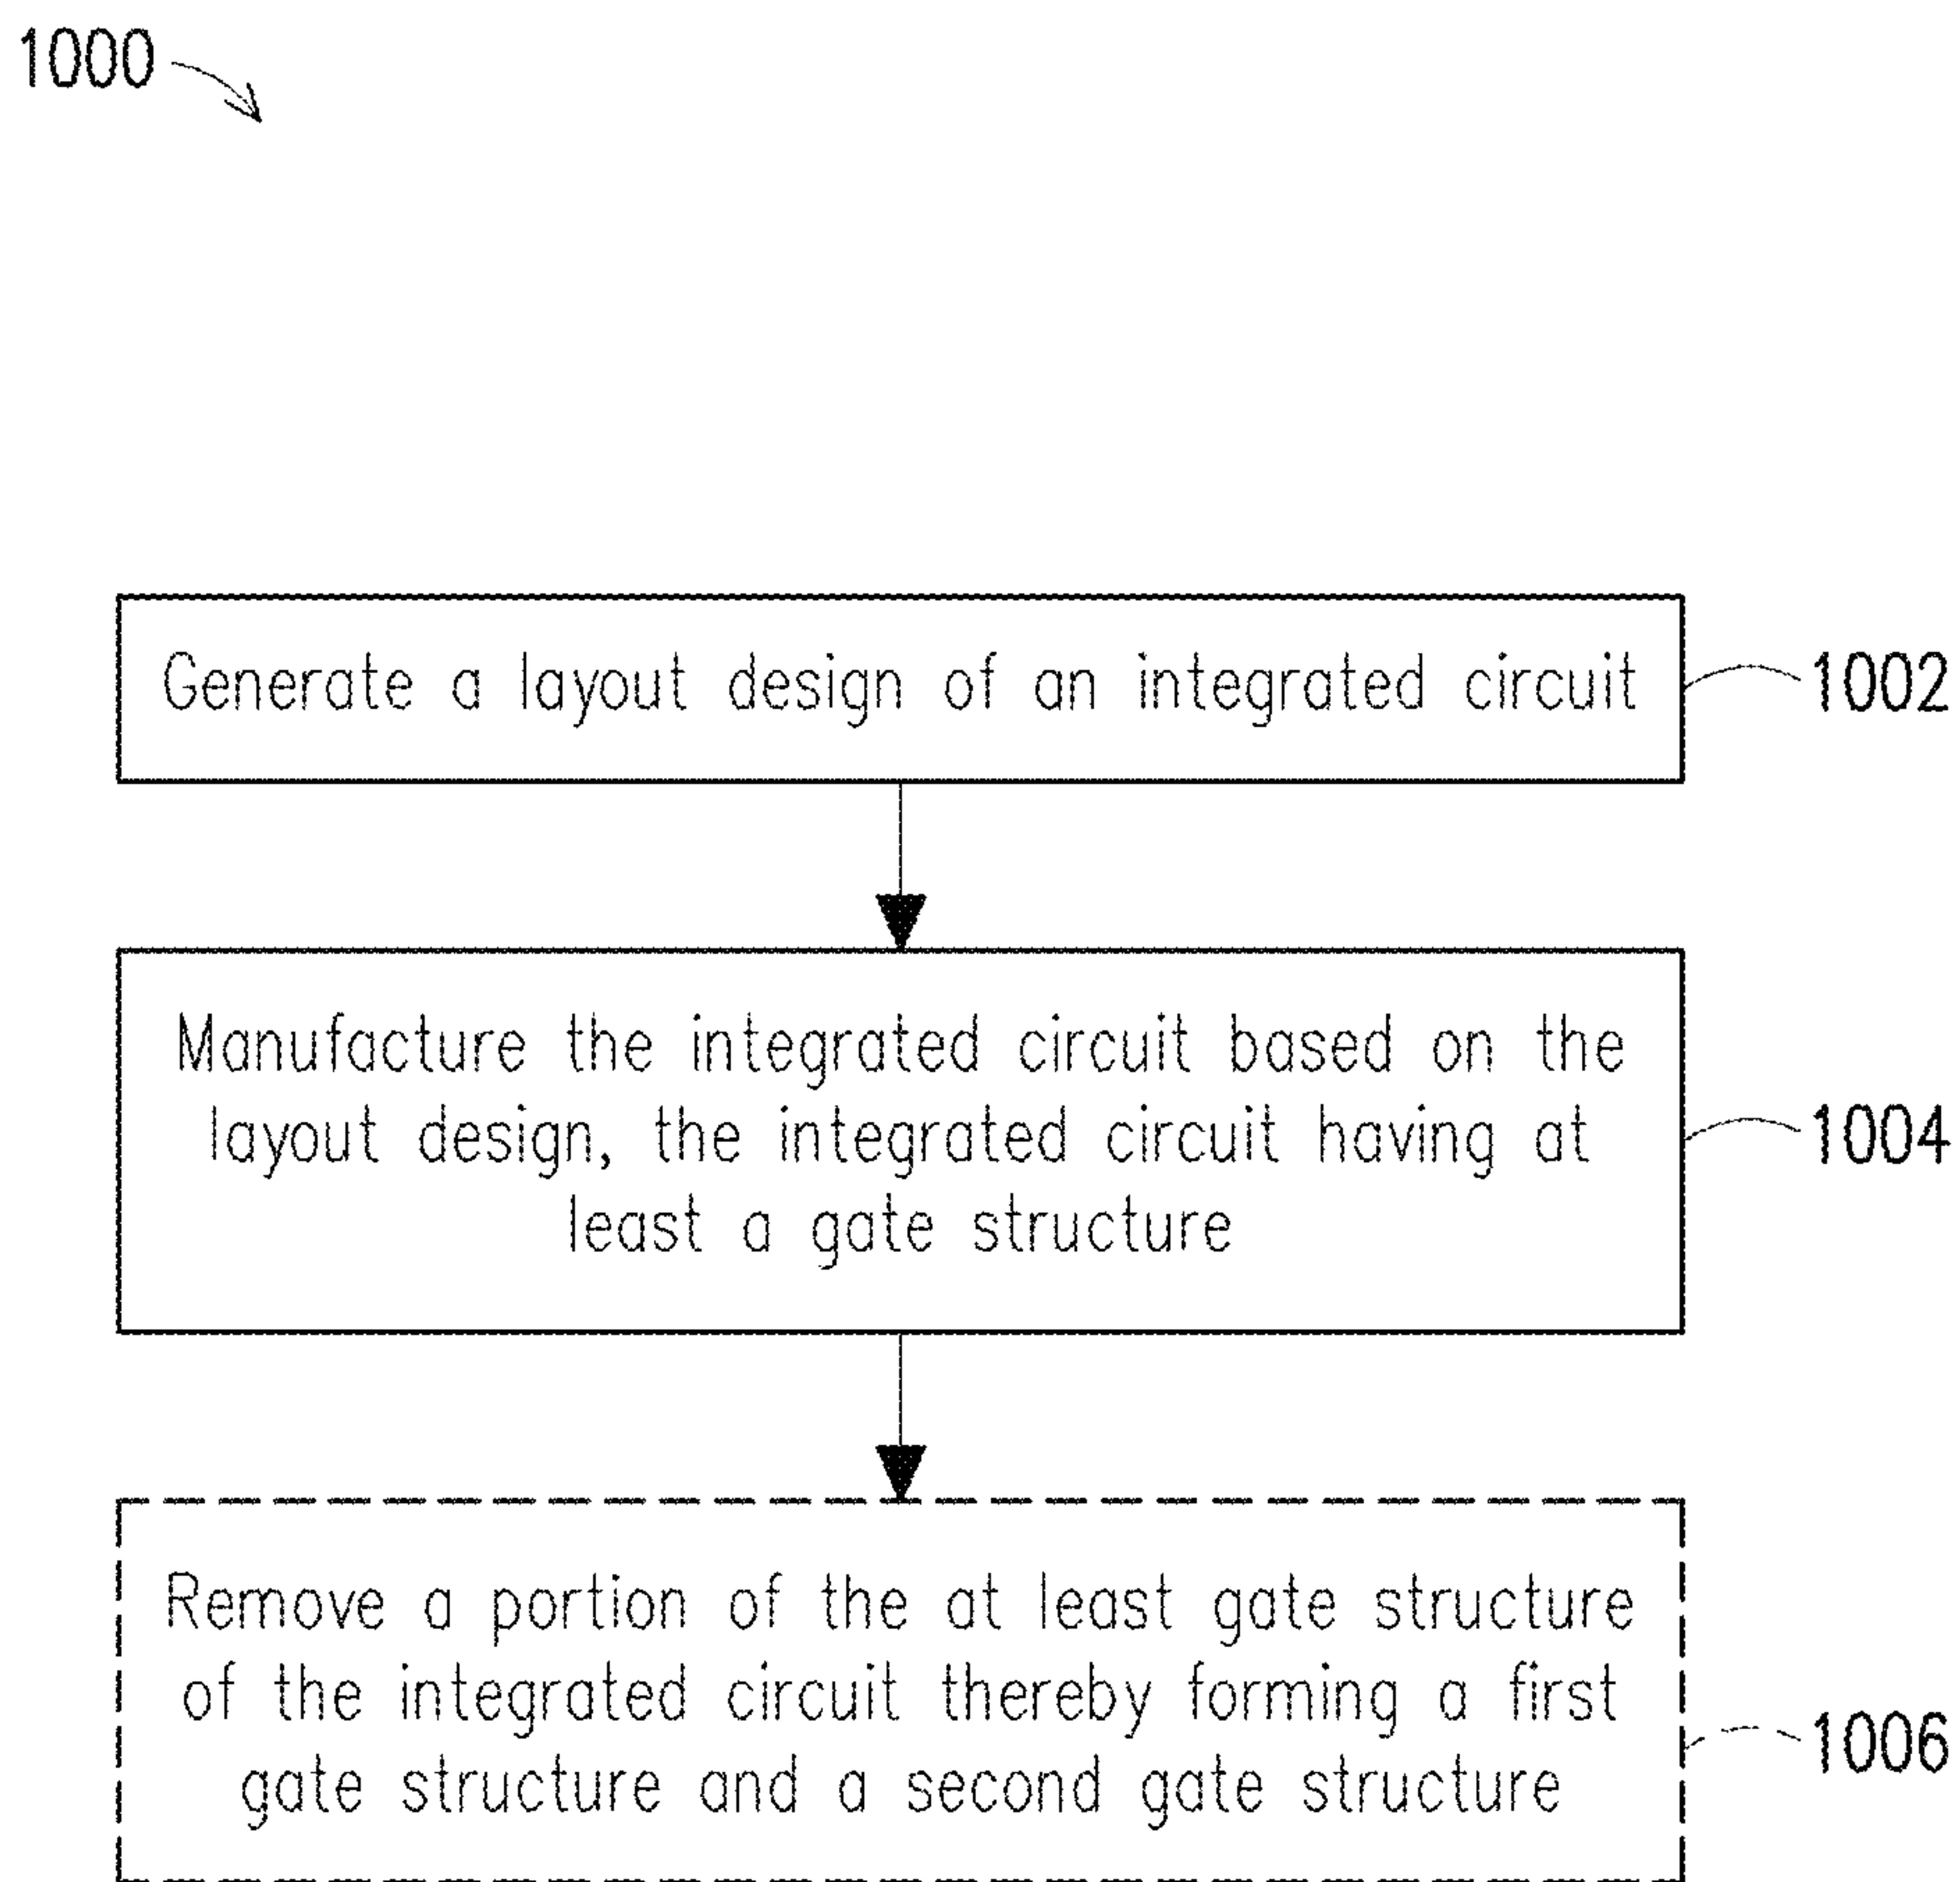 1000
Generate a layout design of an integrated circuit
1002
Manufacture the integrated circuit based on the
layout design, the integrated circuit having at
least a gate structure
1004
Remove a portion of the at least gate structure
of the integrated circuit thereby forming a first
gate structure and a second gate structure
1006